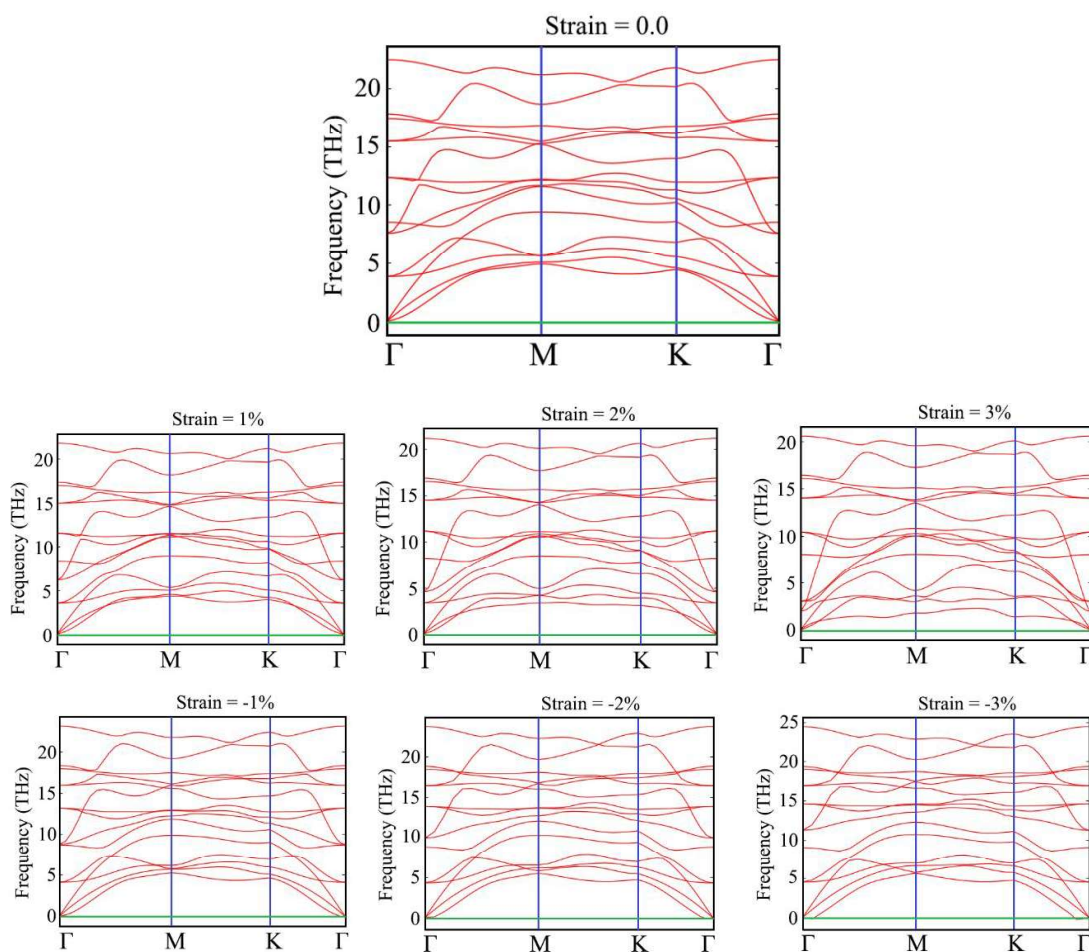 Strain = 0.0
Frequency (THz)
20
15
10
5
0
Γ M K Γ
Strain = 1%
Frequency (THz)
20
15
10
5
0
Γ M K Γ
Strain = 2%
Frequency (THz)
20
15
10
5
0
Γ M K Γ
Strain = 3%
Frequency (THz)
20
15
10
5
0
Γ M K Γ
Strain = -1%
Frequency (THz)
20
15
10
5
0
Γ M K Γ
Strain = -2%
Frequency (THz)
20
15
10
5
0
Γ M K Γ
Strain = -3%
Frequency (THz)
25
20
15
10
5
0
Γ M K Γ